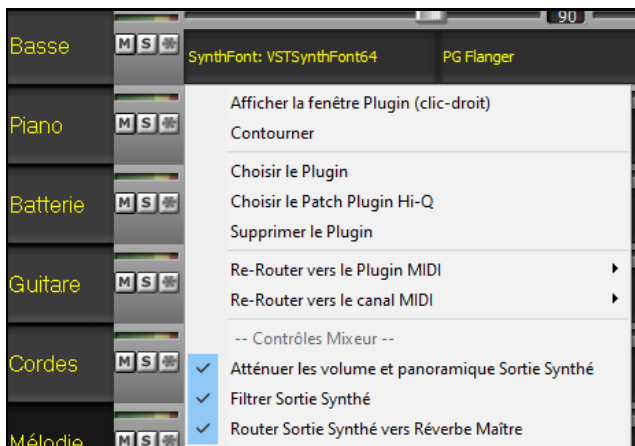 90
Basse M S
SynthFont: VSTSynthFont64 PG Flanger
Afficher la fenêtre Plugin (clic-droit)
Piano M S
Contourner
Choisir le Plugin
Batterie M S
Choisir le Patch Plugin Hi-Q
Supprimer le Plugin
Re-Router vers le Plugin MIDI
Guitare M S
Re-Router vers le canal MIDI
-- Contrôles Mixeur --
Cordes M S
Atténuer les volume et panoramique Sortie Synthé
Filtrer Sortie Synthé
Router Sortie Synthé vers Réverbe Maître
Mélodie M S